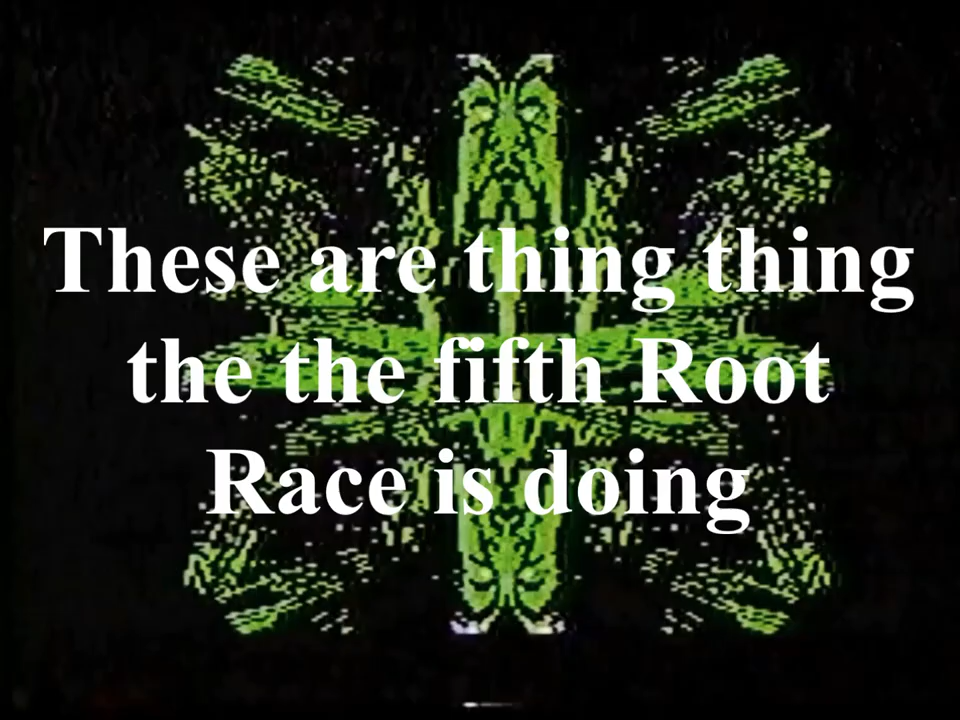 These are thing thing
the the fifth Root
Race is doing